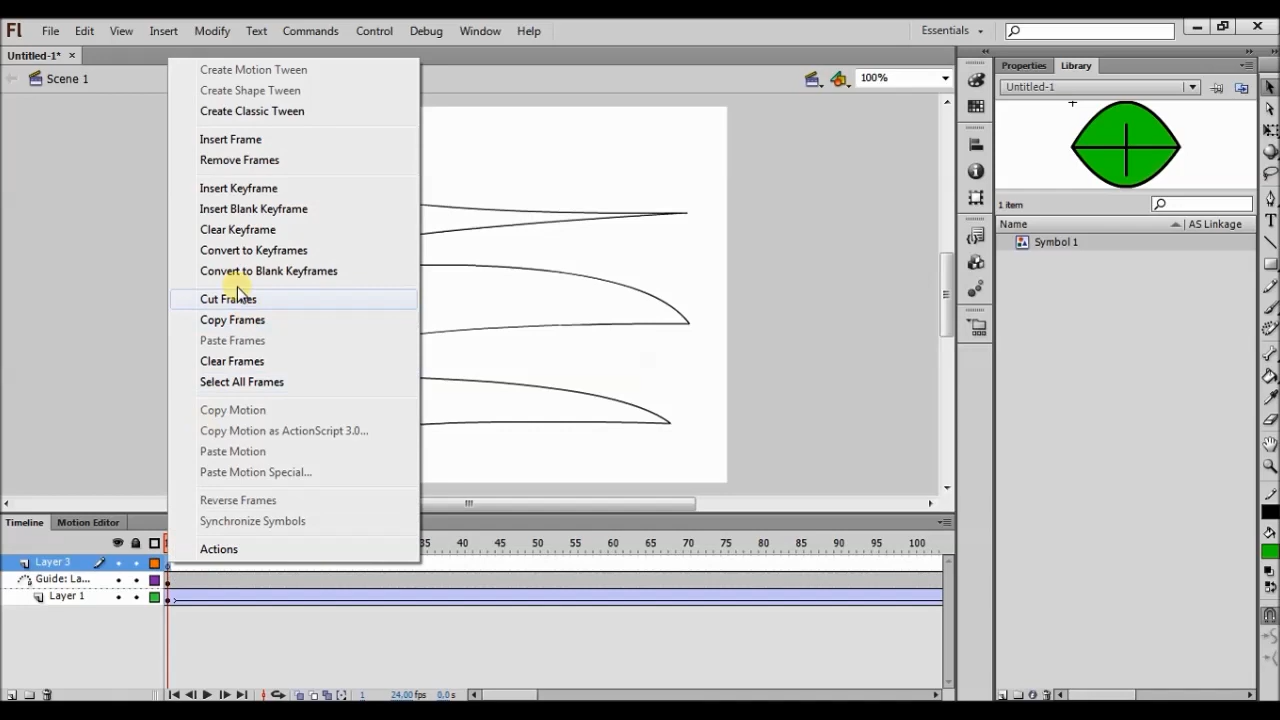 Fl File Edit View Insert Modify Text Commands Control Debug Window Help Essentials
Untitled-1* ×
Scene 1 100%
Create Motion Tween
Create Shape Tween
Create Classic Tween
Insert Frame
Remove Frames
Insert Keyframe
Insert Blank Keyframe
Clear Keyframe
Convert to Keyframes
Convert to Blank Keyframes
Cut Frames
Copy Frames
Paste Frames
Clear Frames
Select All Frames
Copy Motion
Copy Motion as ActionScript 3.0...
Paste Motion
Paste Motion Special...
Reverse Frames
Synchronize Symbols
Actions
Properties Library
Untitled-1
1 item
Name AS Linkage
Symbol 1
Timeline Motion Editor
35 40 45 50 55 60 65 70 75 80 85 90 95 100
Layer 3
Guide: La...
Layer 1
1 24.00 fps 0.0 s